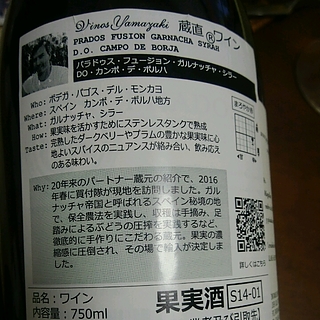 Vinos Yamazaki 蔵直®ワイン
PRADOS FUSION GARNACHA SYRAH
D.O. CAMPO DE BORJA
パラドゥス・フュージョン・ガルナッチャ・シラー
DO・カンポ・デ・ボルハ
Who: ボデガ・パゴス・デル・モンカヨ
Where: スペイン カンポ・デ・ボルハ地方
What: ガルナッチャ、シラー
How: 果実味を活かすためにステンレスタンクで熟成
Taste: 完熟したダークベリーやプラムの豊かな果実味に心
地よいスパイスのニュアンスが絡み合い、飲み応え
のある味わい。
Why: 20年来のパートナー蔵元の紹介で、2016
年春に買付隊が現地を訪問しました。ガル
ナッチャ帝国と呼ばれるスペイン秘境の地
で、保全農法を実践し、収穫は手摘み、足
踏みによるぶどうの圧搾を実践するなど、
徹底的に手作りにこだわる蔵元。果実の濃
縮感に圧倒され、その場で輸入が決定しま
した。
詳しくはこちら
品名:ワイン
内容量:750ml
果実酒 S14-01